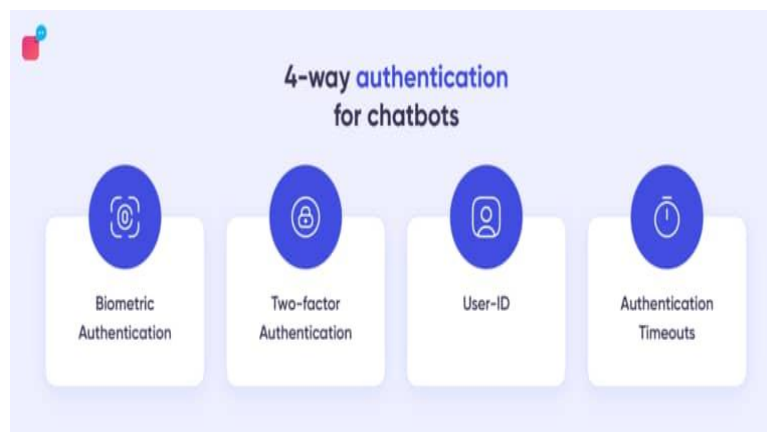 4-way authentication
for chatbots
Biometric
Authentication
Two-factor
Authentication
User-ID
Authentication
Timeouts